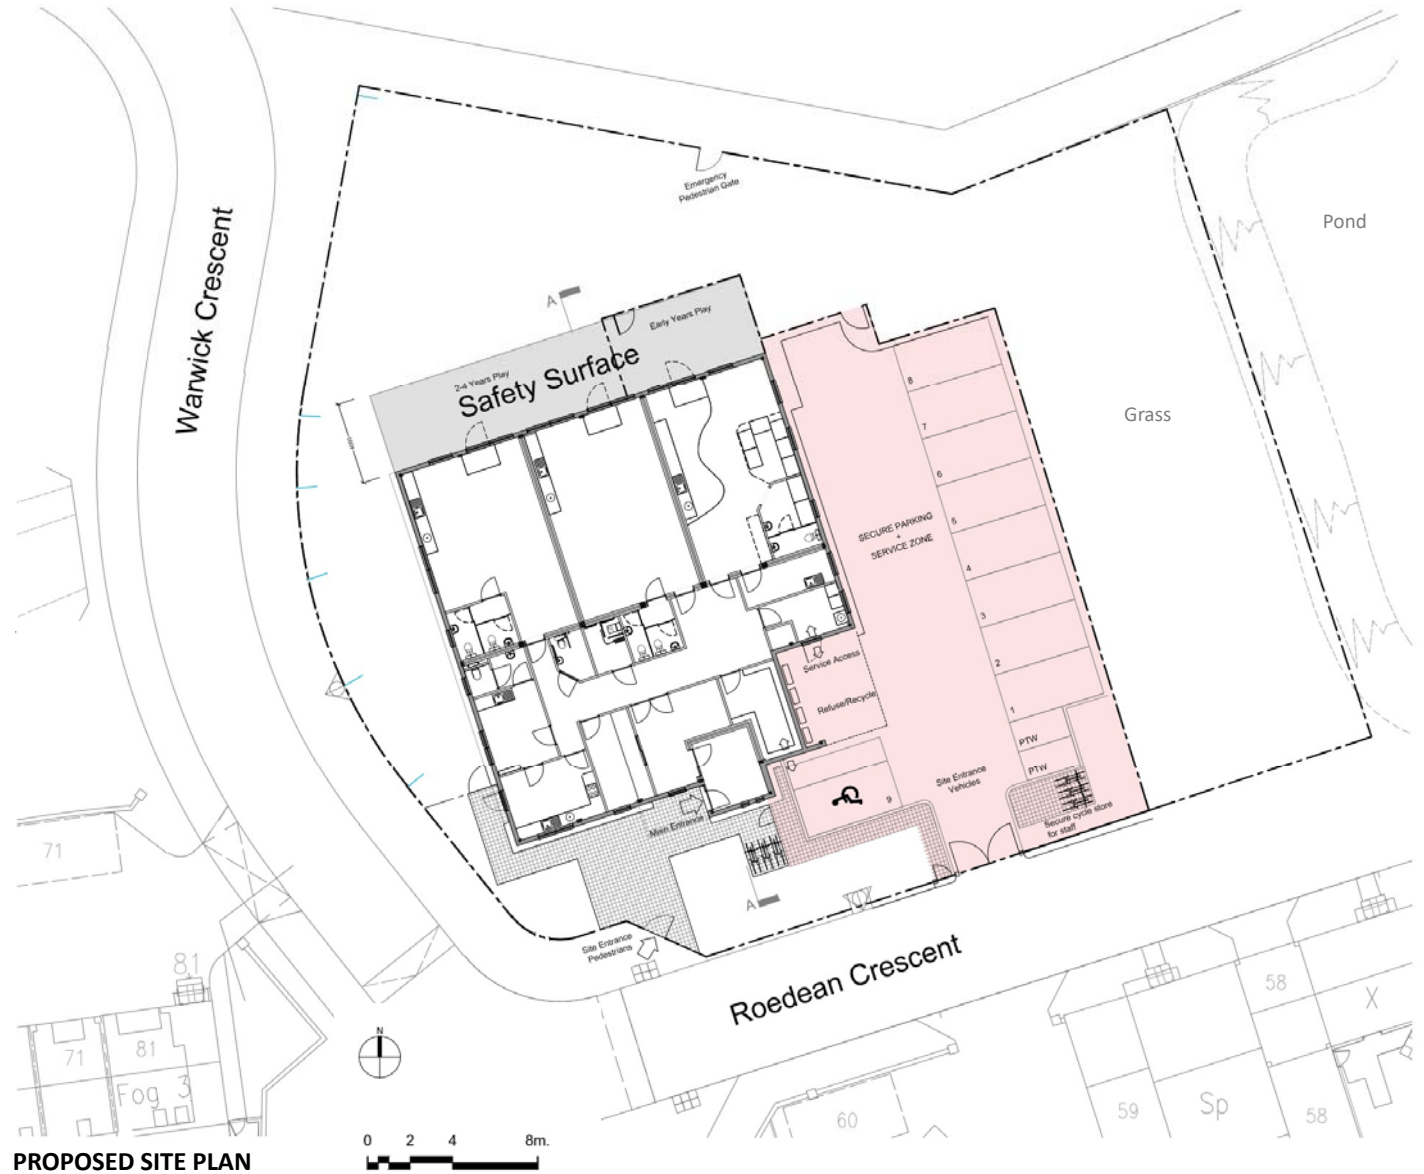 Pond
Emergency
Pedestrian Gate
Warwick Crescent
A
Early Years Play
2-4 Years Play
Safety Surface
Grass
8
7
6
5
4
3
2
1
SECURE PARKING
+
SERVICE ZONE
Service Access
Refuse/Recycle
PTW
PTW
Site Entrance
Vehicles
9
Main Entrance
Secure cycle store
for staff
A
Site Entrance
Pedestrians
Roedean Crescent
71
81
71
81
Fog 3
N
58
X
59
Sp
58
60
0 2 4 8m.
PROPOSED SITE PLAN